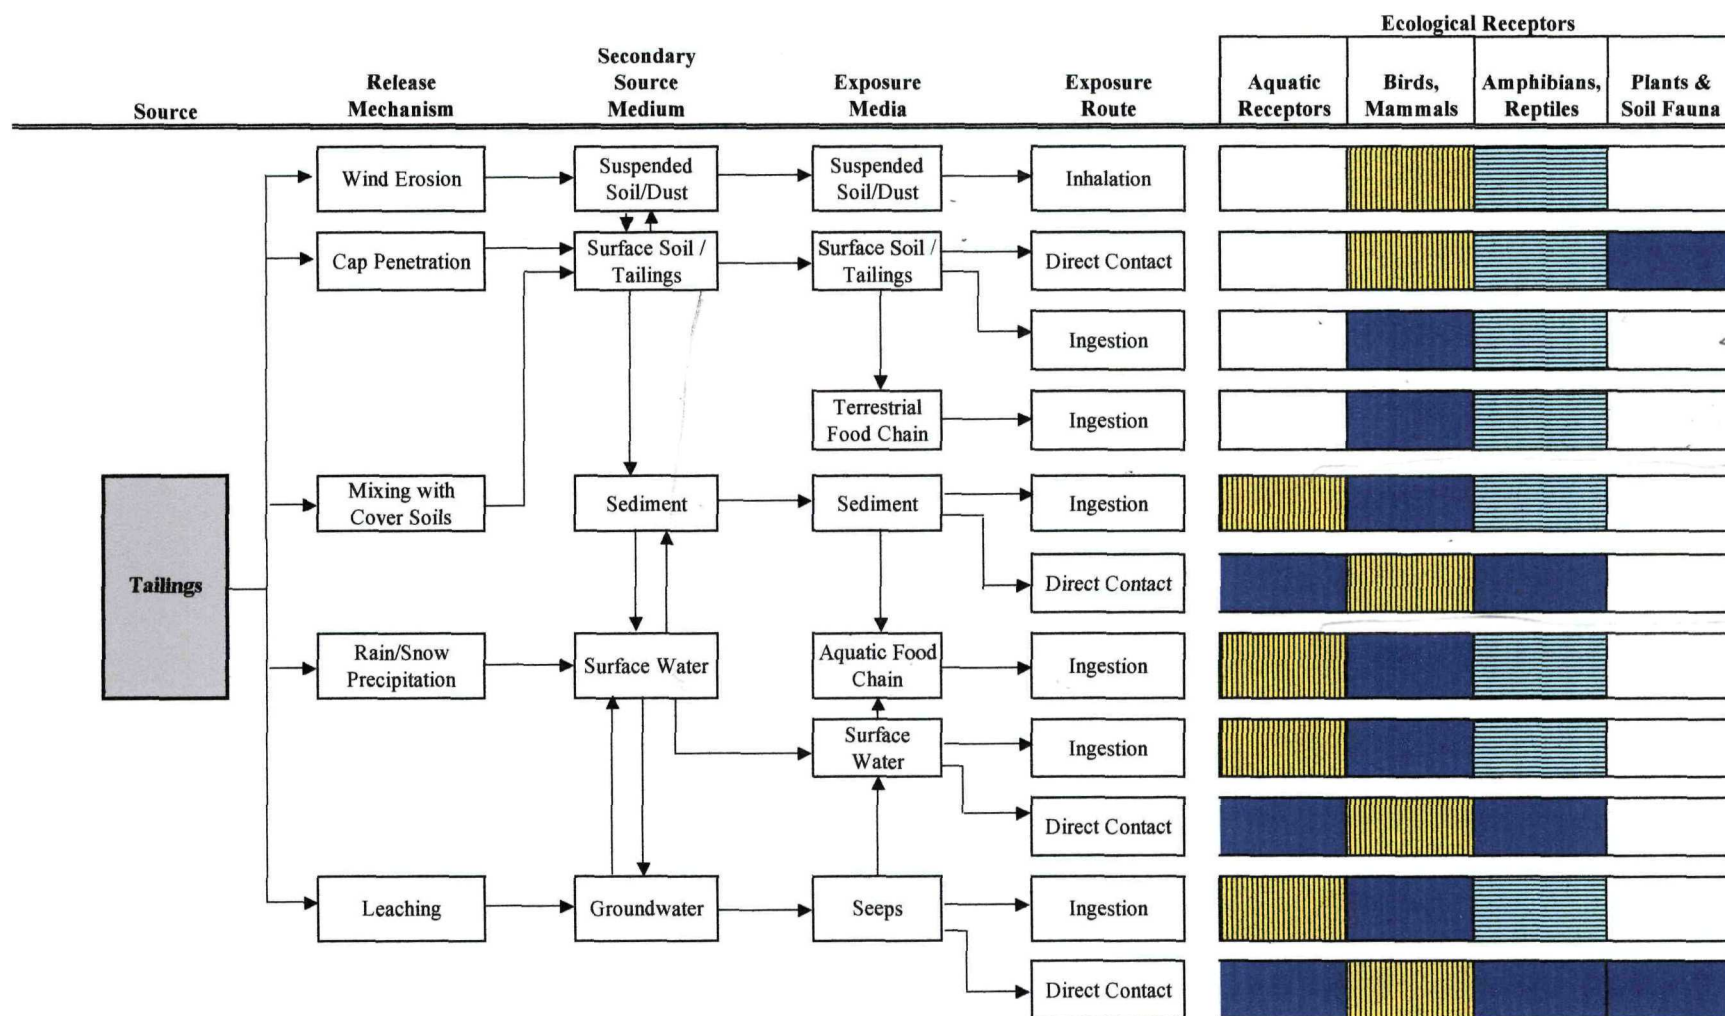 Ecological Receptors
Source
Release
Mechanism
Secondary
Source
Medium
Exposure
Media
Exposure
Route
Aquatic
Receptors
Birds,
Mammals
Amphibians,
Reptiles
Plants &
Soil Fauna
Wind Erosion
Suspended
Soil/Dust
Suspended
Soil/Dust
Inhalation
Cap Penetration
Surface Soil /
Tailings
Surface Soil /
Tailings
Direct Contact
Ingestion
Terrestrial
Food Chain
Ingestion
Mixing with
Cover Soils
Sediment
Sediment
Ingestion
Tailings
Direct Contact
Rain/Snow
Precipitation
Surface Water
Aquatic Food
Chain
Ingestion
Surface
Water
Ingestion
Direct Contact
Leaching
Groundwater
Seeps
Ingestion
Direct Contact